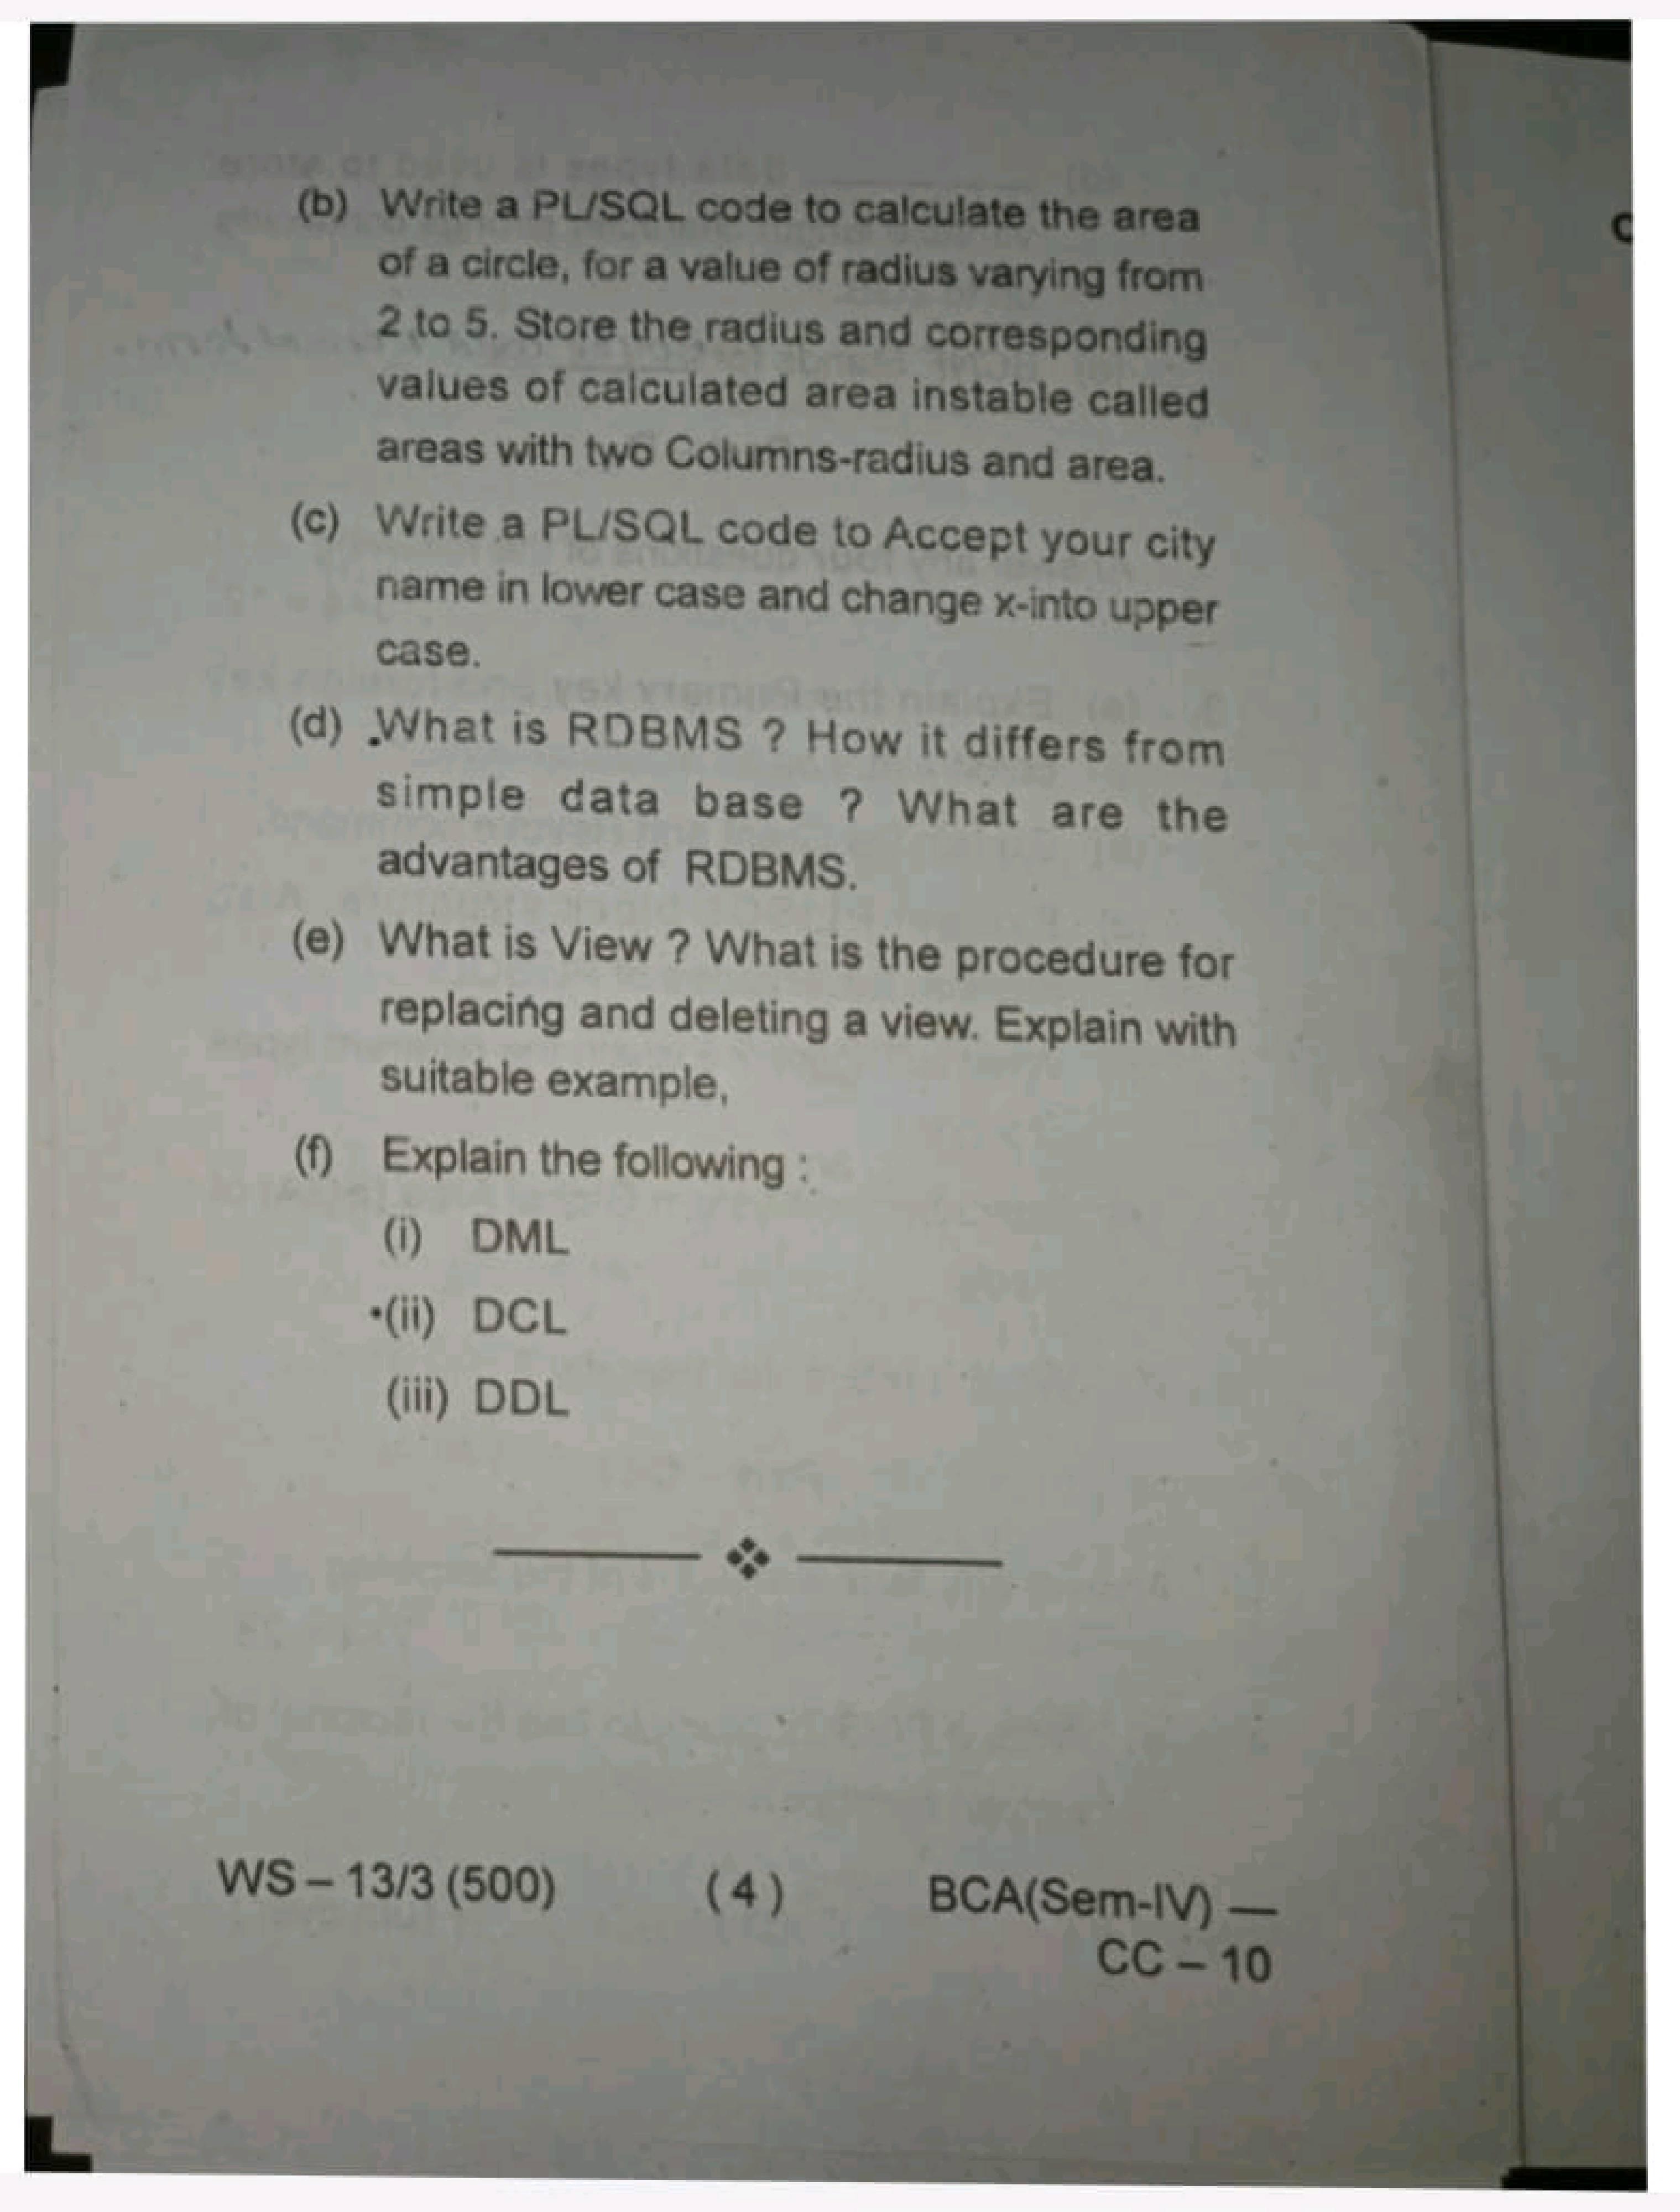 (b) Write a PL/SQL code to calculate the area
of a circle, for a value of radius varying from
2 to 5. Store the radius and corresponding
values of calculated area instable called
areas with two Columns-radius and area.
(c) Write a PL/SQL code to Accept your city
name in lower case and change x-into upper
case.
(d) What is RDBMS ? How it differs from
simple data base ? What are the
advantages of RDBMS.
(e) What is View ? What is the procedure for
replacing and deleting a view. Explain with
suitable example,
(f) Explain the following :
(i) DML
(ii) DCL
(iii) DDL
WS – 13/3 (500) ( 4 ) BCA(Sem-IV) —
CC – 10